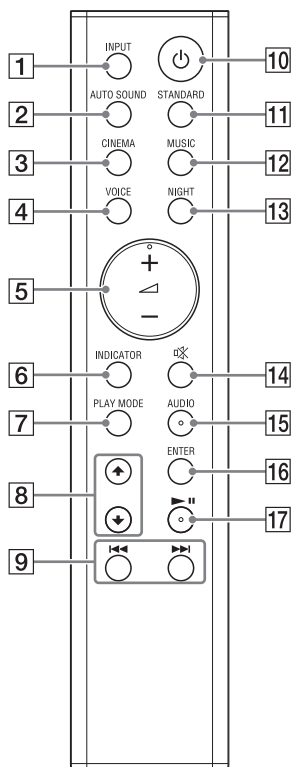 INPUT
1
10
AUTO SOUND STANDARD
2
11
CINEMA MUSIC
3
12
VOICE NIGHT
4
13
+
5
−
INDICATOR
6
14
PLAY MODE AUDIO
7
15
ENTER
8
16
17
9